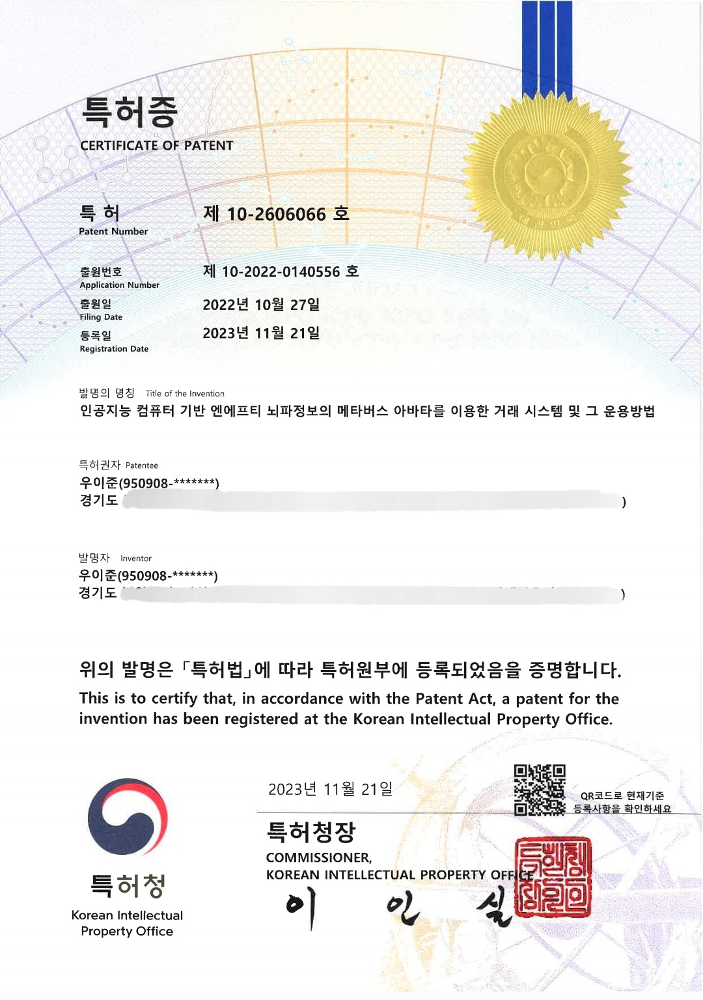 특허증
CERTIFICATE OF PATENT
특 허 제 10-2606066 호
Patent Number
출원번호 제 10-2022-0140556 호
Application Number
출원일 2022년 10월 27일
Filing Date
등록일 2023년 11월 21일
Registration Date
발명의 명칭 Title of the Invention
인공지능 컴퓨터 기반 엔에프티 뇌파정보의 메타버스 아바타를 이용한 거래 시스템 및 그 운용방법
특허권자 Patentee
우이준(950908-*******)
경기도 )
발명자 Inventor
우이준(950908-*******)
경기도 )
위의 발명은 「특허법」에 따라 특허원부에 등록되었음을 증명합니다.
This is to certify that, in accordance with the Patent Act, a patent for the
invention has been registered at the Korean Intellectual Property Office.
2023년 11월 21일
QR코드로 현재기준
등록사항을 확인하세요
특허청장
COMMISSIONER,
KOREAN INTELLECTUAL PROPERTY OFFICE
이 인 실
특허청
Korean Intellectual
Property Office